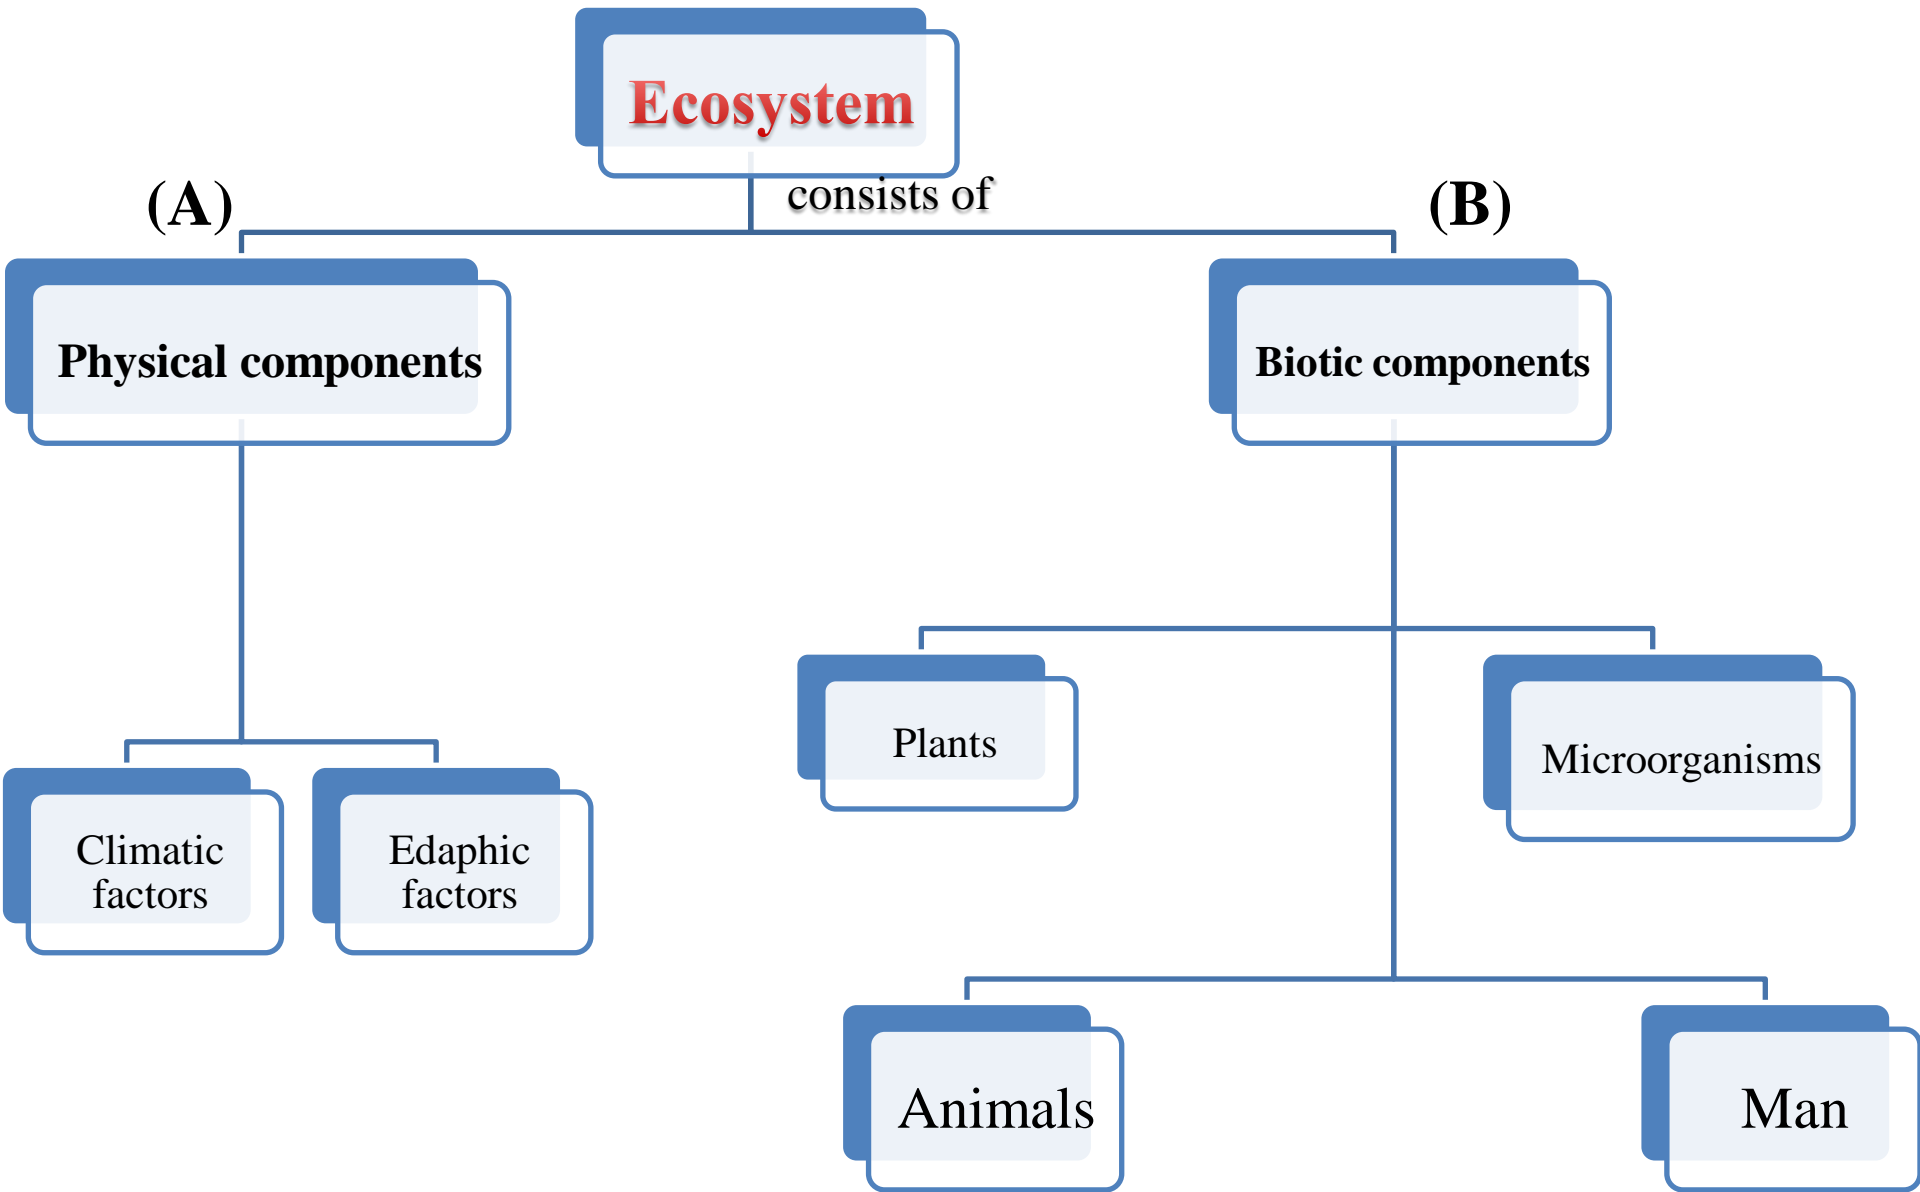 Ecosystem
consists of
(A)
(B)
Physical components
Biotic components
Plants
Microorganisms
Climatic
factors
Edaphic
factors
Animals
Man